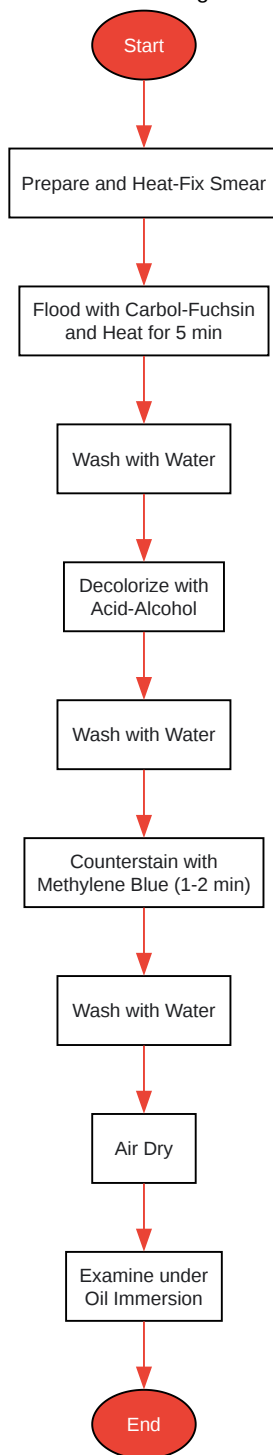 Start
Prepare and Heat-Fix Smear
Flood with Carbol-Fuchsin
and Heat for 5 min
Wash with Water
Decolorize with
Acid-Alcohol
Wash with Water
Counterstain with
Methylene Blue (1-2 min)
Wash with Water
Air Dry
Examine under
Oil Immersion
End